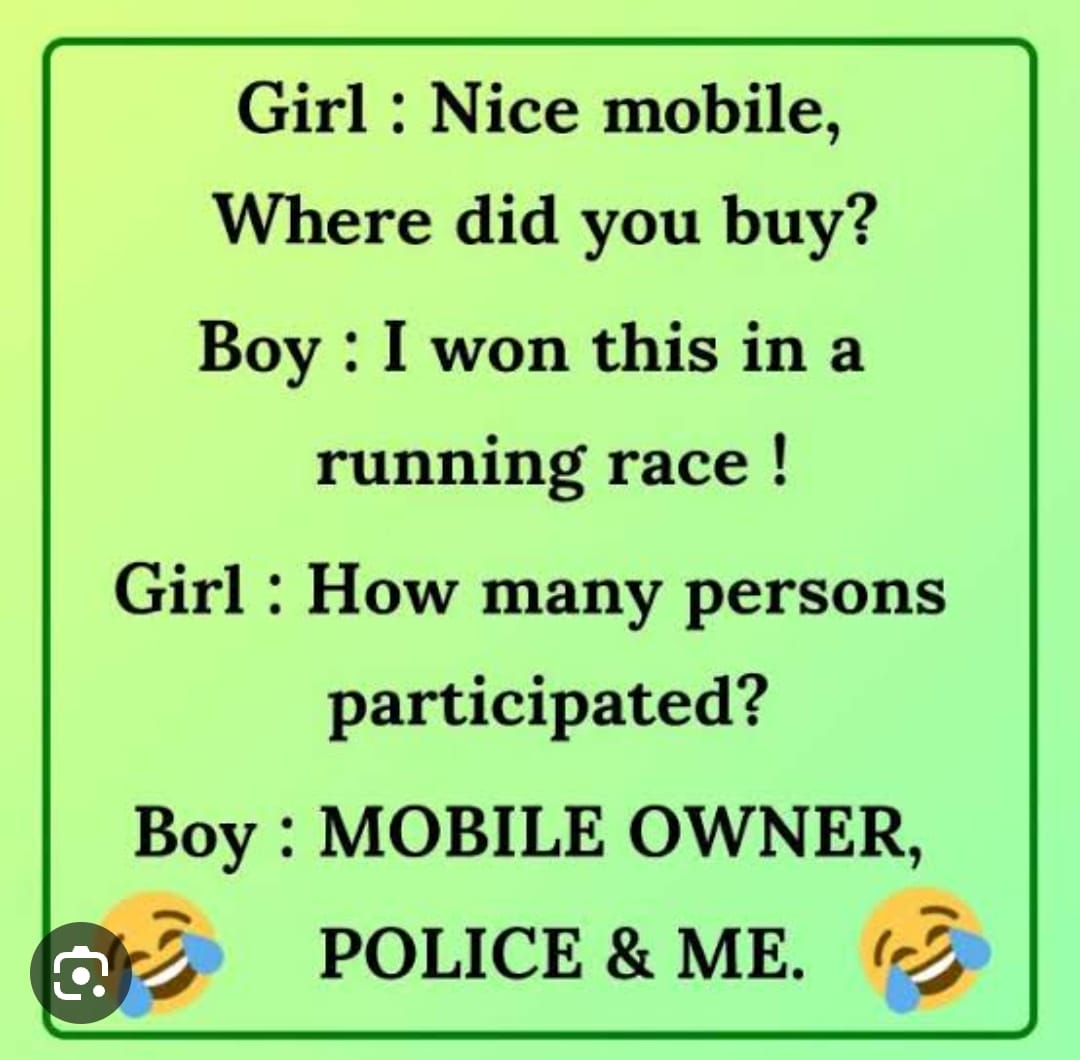 Girl : Nice mobile,
Where did you buy?
Boy : I won this in a
running race !
Girl : How many persons
participated?
Boy : MOBILE OWNER,
POLICE & ME.